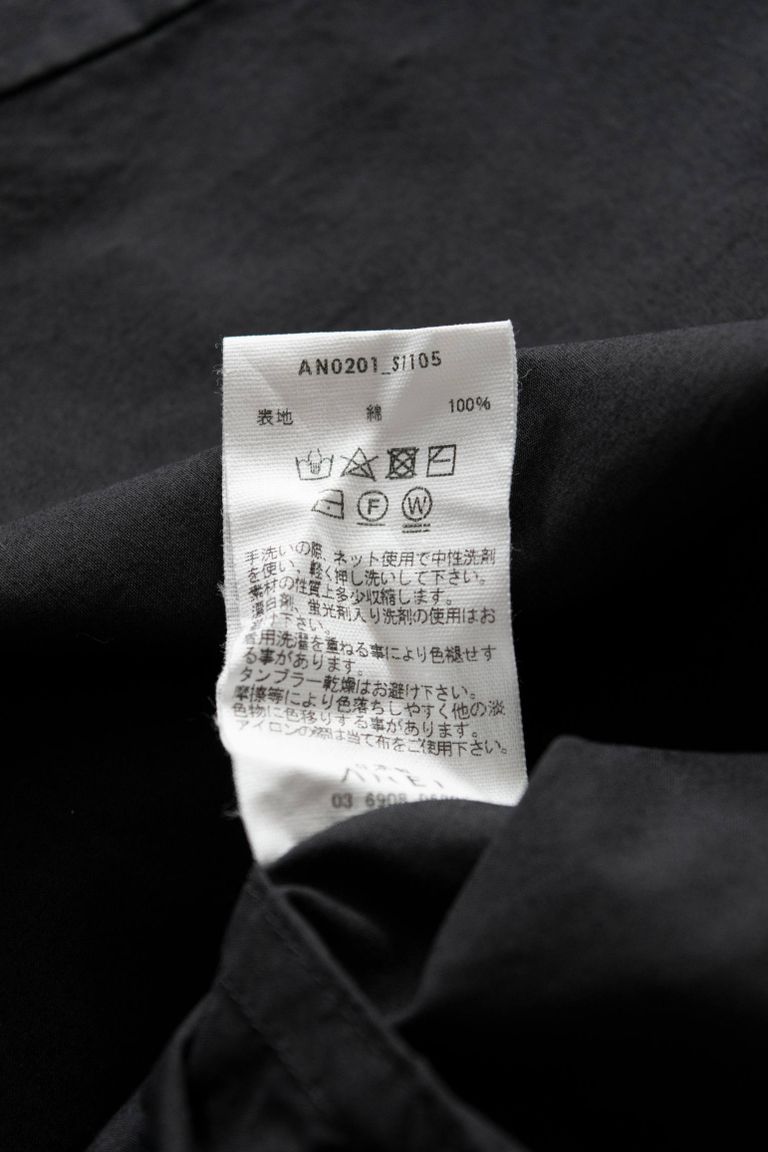 AN0201_S1105
表地 綿 100%
F W
手洗いの際、ネット使用で中性洗剤
を使い、軽く押し洗いして下さい。
素材の性質上多少収縮します。
漂白剤、蛍光剤入り洗剤の使用はお
避け下さい。
着用洗濯を重ねる事により色褪せす
る事があります。
タンブラー乾燥はお避け下さい。
摩擦等により色落ちしやすく他の淡
色物に色移りする事があります。
アイロンの際は当て布をご使用下さい。
03 6908